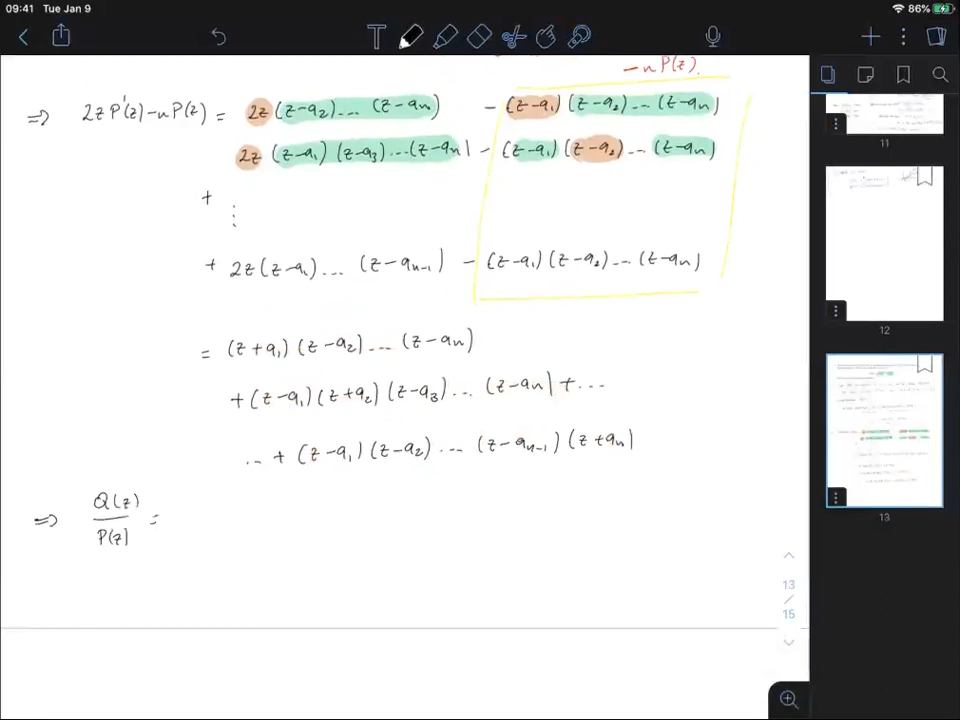 09:41 Tue Jan 9
86%
-nP(z).
⇒ 2zP'(z)-nP(z) = 2z(z-a₂)...(z-aₙ) - (z-a₁)(z-a₂)...(z-aₙ)
2z(z-a₁)(z-a₃)...(z-aₙ) - (z-a₁)(z-a₂)...(z-aₙ)
+ ⋮
+ 2z(z-a₁)...(z-aₙ₋₁) - (z-a₁)(z-a₂)...(z-aₙ)
= (z+a₁)(z-a₂)...(z-aₙ)
+(z-a₁)(z+a₂)(z-a₃)...(z-aₙ)+...
...+(z-a₁)(z-a₂)...(z-aₙ₋₁)(z+aₙ)
⇒ Q(z)/P(z) =
11
12
13
13
/
15